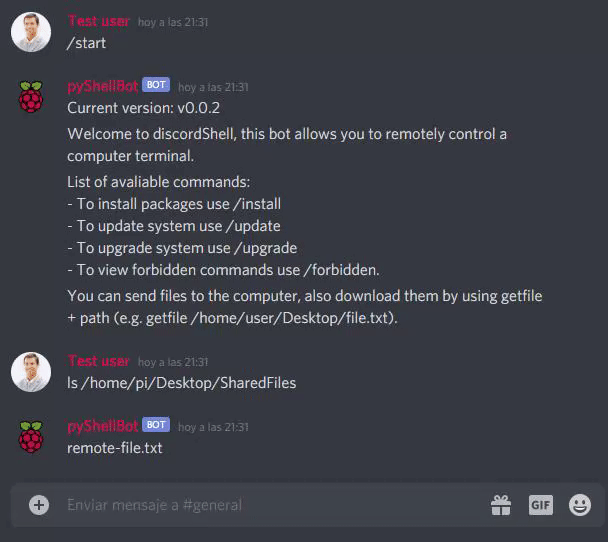 Test user hoy a las 21:31
/start
pyShellBot BOT hoy a las 21:31
Current version: v0.0.2
Welcome to discordShell, this bot allows you to remotely control a
computer terminal.
List of avaliable commands:
- To install packages use /install
- To update system use /update
- To upgrade system use /upgrade
- To view forbidden commands use /forbidden.
You can send files to the computer, also download them by using getfile
+ path (e.g. getfile /home/user/Desktop/file.txt).
Test user hoy a las 21:31
ls /home/pi/Desktop/SharedFiles
pyShellBot BOT hoy a las 21:31
remote-file.txt
Enviar mensaje a #general
GIF